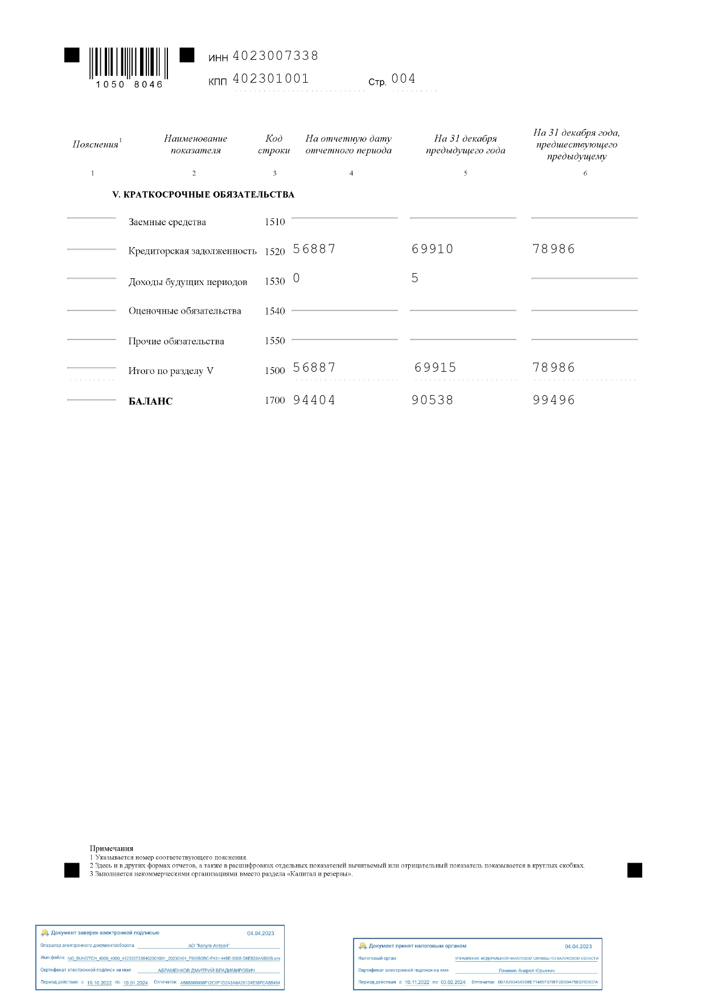 ИНН 4023007338
1050 8046
КПП 402301001 Стр. 004
Пояснения¹ Наименование показателя Код строки На отчетную дату отчетного периода На 31 декабря предыдущего года На 31 декабря года, предшествующего предыдущему
1 2 3 4 5 6
V. КРАТКОСРОЧНЫЕ ОБЯЗАТЕЛЬСТВА
Заемные средства 1510
Кредиторская задолженность 1520 56887 69910 78986
Доходы будущих периодов 1530 0 5
Оценочные обязательства 1540
Прочие обязательства 1550
Итого по разделу V 1500 56887 69915 78986
БАЛАНС 1700 94404 90538 99496
Примечания
1 Указывается номер соответствующего пояснения.
2 Здесь и в других формах отчетов, а также в расшифровках отдельных показателей вычитаемый или отрицательный показатель показывается в круглых скобках.
3 Заполняется некоммерческими организациями вместо раздела «Капитал и резервы».
Документ заверен электронной подписью 04.04.2023
Оператор электронного документооборота АО "Калуга Астрал"
Имя файла
Сертификат электронной подписи на имя АБРАМЕНКОВ ДМИТРИЙ ВЛАДИМИРОВИЧ
Период действия с 19.10.2022 по 19.01.2024 Отпечаток
Документ принят налоговым органом 04.04.2023
Налоговый орган УПРАВЛЕНИЕ ФЕДЕРАЛЬНОЙ НАЛОГОВОЙ СЛУЖБЫ ПО КАЛУЖСКОЙ ОБЛАСТИ
Сертификат электронной подписи на имя Ламакин Андрей Юрьевич
Период действия с 10.11.2022 по 03.02.2024 Отпечаток